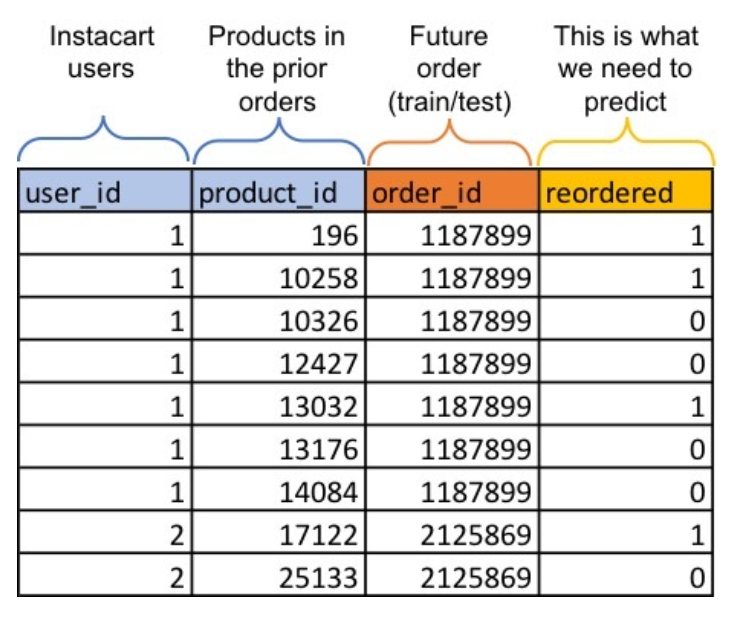 Instacart users
Products in the prior orders
Future order (train/test)
This is what we need to predict
user_id product_id order_id reordered
1 196 1187899 1
1 10258 1187899 1
1 10326 1187899 0
1 12427 1187899 0
1 13032 1187899 1
1 13176 1187899 0
1 14084 1187899 0
2 17122 2125869 1
2 25133 2125869 0